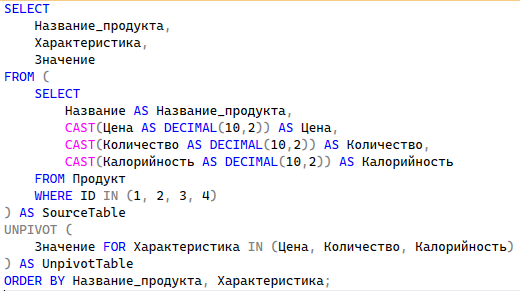 SELECT
    Название_продукта,
    Характеристика,
    Значение
FROM (
    SELECT
        Название AS Название_продукта,
        CAST(Цена AS DECIMAL(10,2)) AS Цена,
        CAST(Количество AS DECIMAL(10,2)) AS Количество,
        CAST(Калорийность AS DECIMAL(10,2)) AS Калорийность
    FROM Продукт
    WHERE ID IN (1, 2, 3, 4)
) AS SourceTable
UNPIVOT (
    Значение FOR Характеристика IN (Цена, Количество, Калорийность)
) AS UnpivotTable
ORDER BY Название_продукта, Характеристика;